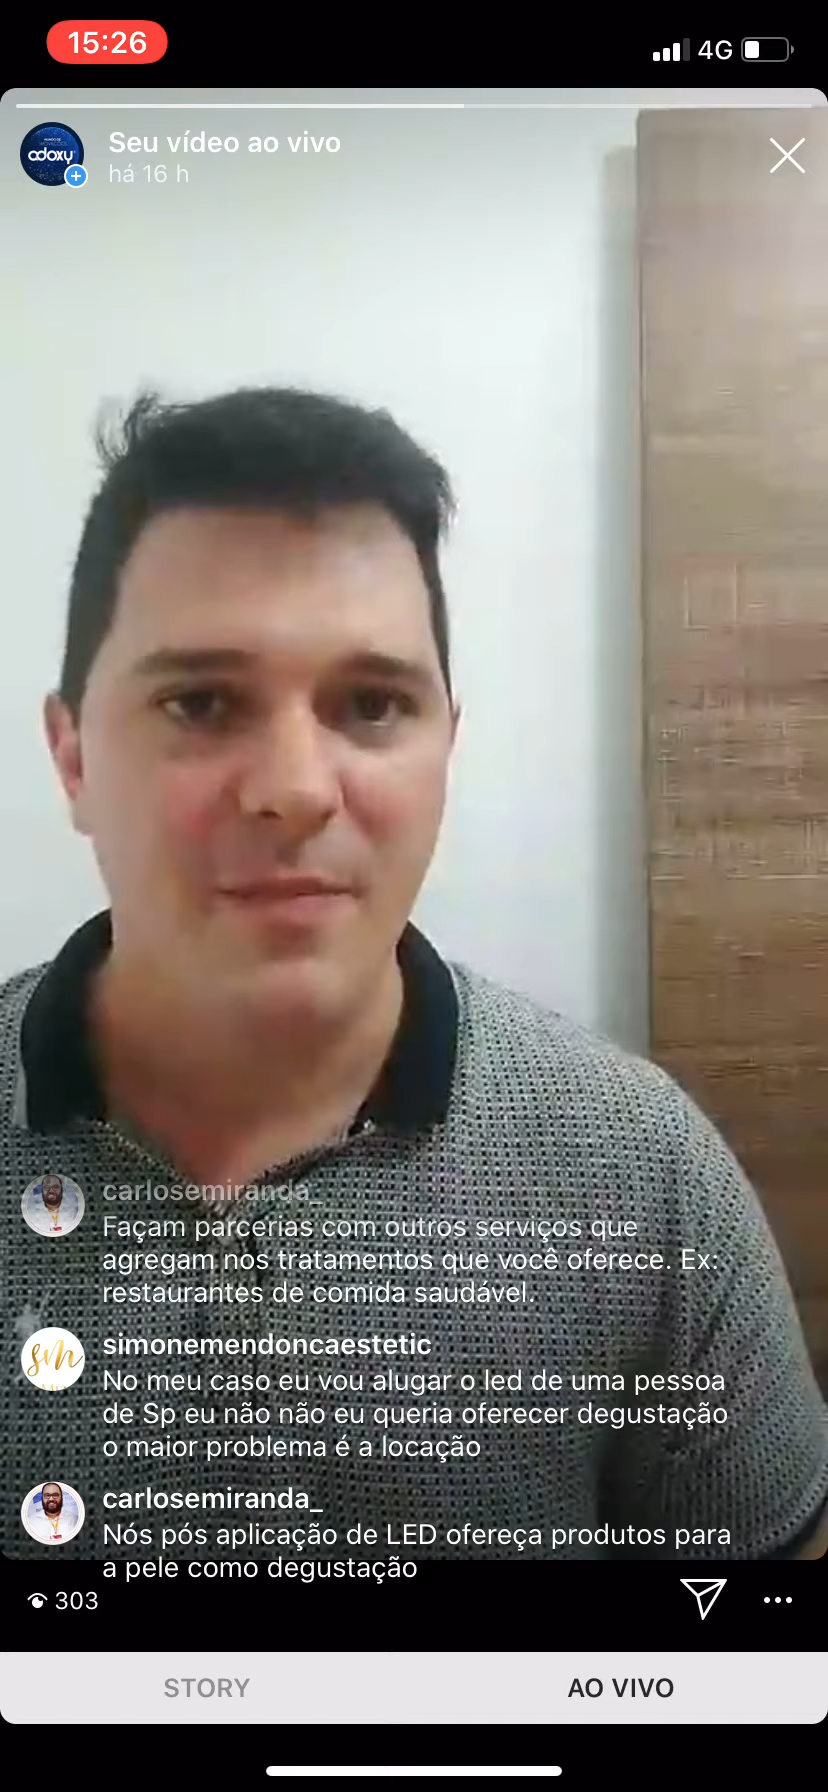 15:26
4G
adoxy
Seu vídeo ao vivo
há 16 h
carlosemiranda_
Façam parcerias com outros serviços que
agregam nos tratamentos que você oferece. Ex:
restaurantes de comida saudável.
sm
simonemendoncaestetic
No meu caso eu vou alugar o led de uma pessoa
de Sp eu não não eu queria oferecer degustação
o maior problema é a locação
carlosemiranda_
Nós pós aplicação de LED ofereça produtos para
a pele como degustação
303
STORY
AO VIVO